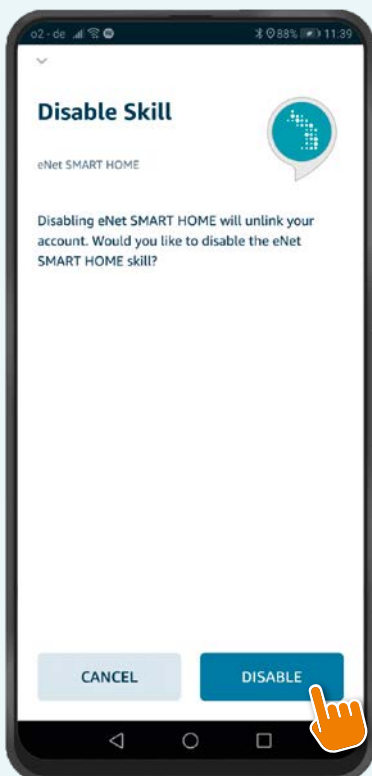 o2 - de 88% 11:39
Disable Skill
eNet SMART HOME
Disabling eNet SMART HOME will unlink your
account. Would you like to disable the eNet
SMART HOME skill?
CANCEL
DISABLE